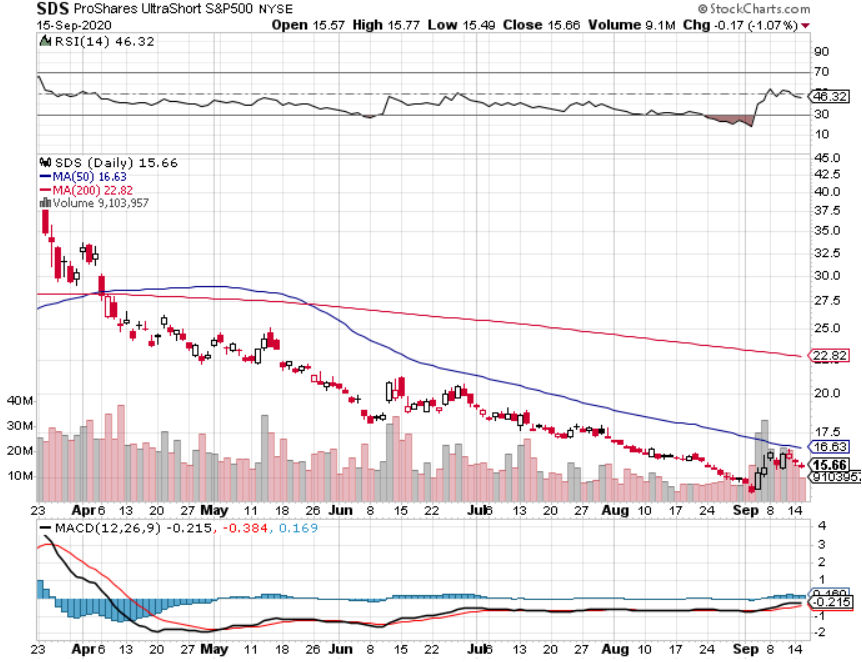 SDS ProShares UltraShort S&P500 NYSE © StockCharts.com
15-Sep-2020 Open 15.57 High 15.77 Low 15.49 Close 15.66 Volume 9.1M Chg -0.17 (-1.07%)
RSI(14) 46.32
90
70
46.32
30
10
SDS (Daily) 15.66
MA(50) 16.63
MA(200) 22.82
Volume 9,103,957
45.0
42.5
40.0
37.5
35.0
32.5
30.0
27.5
25.0
22.82
20.0
17.5
16.63
15.66
910395
40M
30M
20M
10M
23 Apr 6 13 20 27 May 11 18 26 Jun 8 15 22 Jul 6 13 20 27 Aug 10 17 24 Sep 8 14
MACD(12,26,9) -0.215, -0.384, 0.169
4
3
2
1
-0.215
-1
-2
23 Apr 6 13 20 27 May 11 18 26 Jun 8 15 22 Jul 6 13 20 27 Aug 10 17 24 Sep 8 14